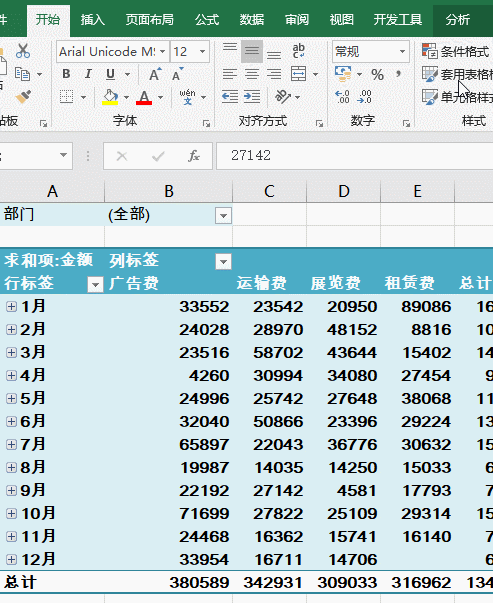 件 开始 插入 页面布局 公式 数据 审阅 视图 开发工具 分析
Arial Unicode MS 12 常规 条件格式
B I U A A % , 套用表格格
A wén 文 ab .00 .0 单元格样式
贴板 字体 对齐方式 数字 样式
fx 27142
A B C D E
部门 (全部)
求和项:金额 列标签
行标签 广告费 运输费 展览费 租赁费 总计
1月 33552 23542 20950 89086 16
2月 24028 28970 48152 8816 10
3月 23516 58702 43644 15402 14
4月 4260 30994 34080 27454 9
5月 24996 25742 27648 38068 11
6月 32040 50866 23396 29224 13
7月 65897 22043 36776 30632 15
8月 19987 14035 14250 15033 6
9月 22192 27142 4581 17793 7
10月 71699 27822 25109 29314 15
11月 24468 16362 15741 16140 7
12月 33954 16711 14706 6
总计 380589 342931 309033 316962 134